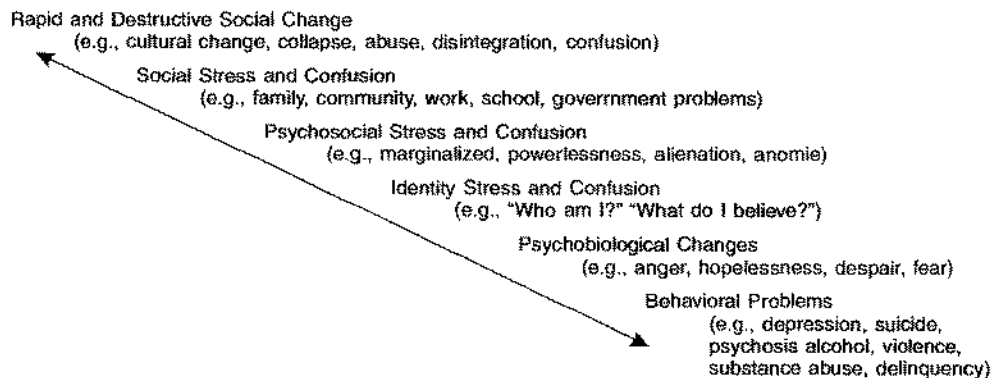 Rapid and Destructive Social Change
(e.g., cultural change, collapse, abuse, disintegration, confusion)
Social Stress and Confusion
(e.g., family, community, work, school, government problems)
Psychosocial Stress and Confusion
(e.g., marginalized, powerlessness, alienation, anomie)
Identity Stress and Confusion
(e.g., "Who am I?" "What do I believe?")
Psychobiological Changes
(e.g., anger, hopelessness, despair, fear)
Behavioral Problems
(e.g., depression, suicide,
psychosis alcohol, violence,
substance abuse, delinquency)